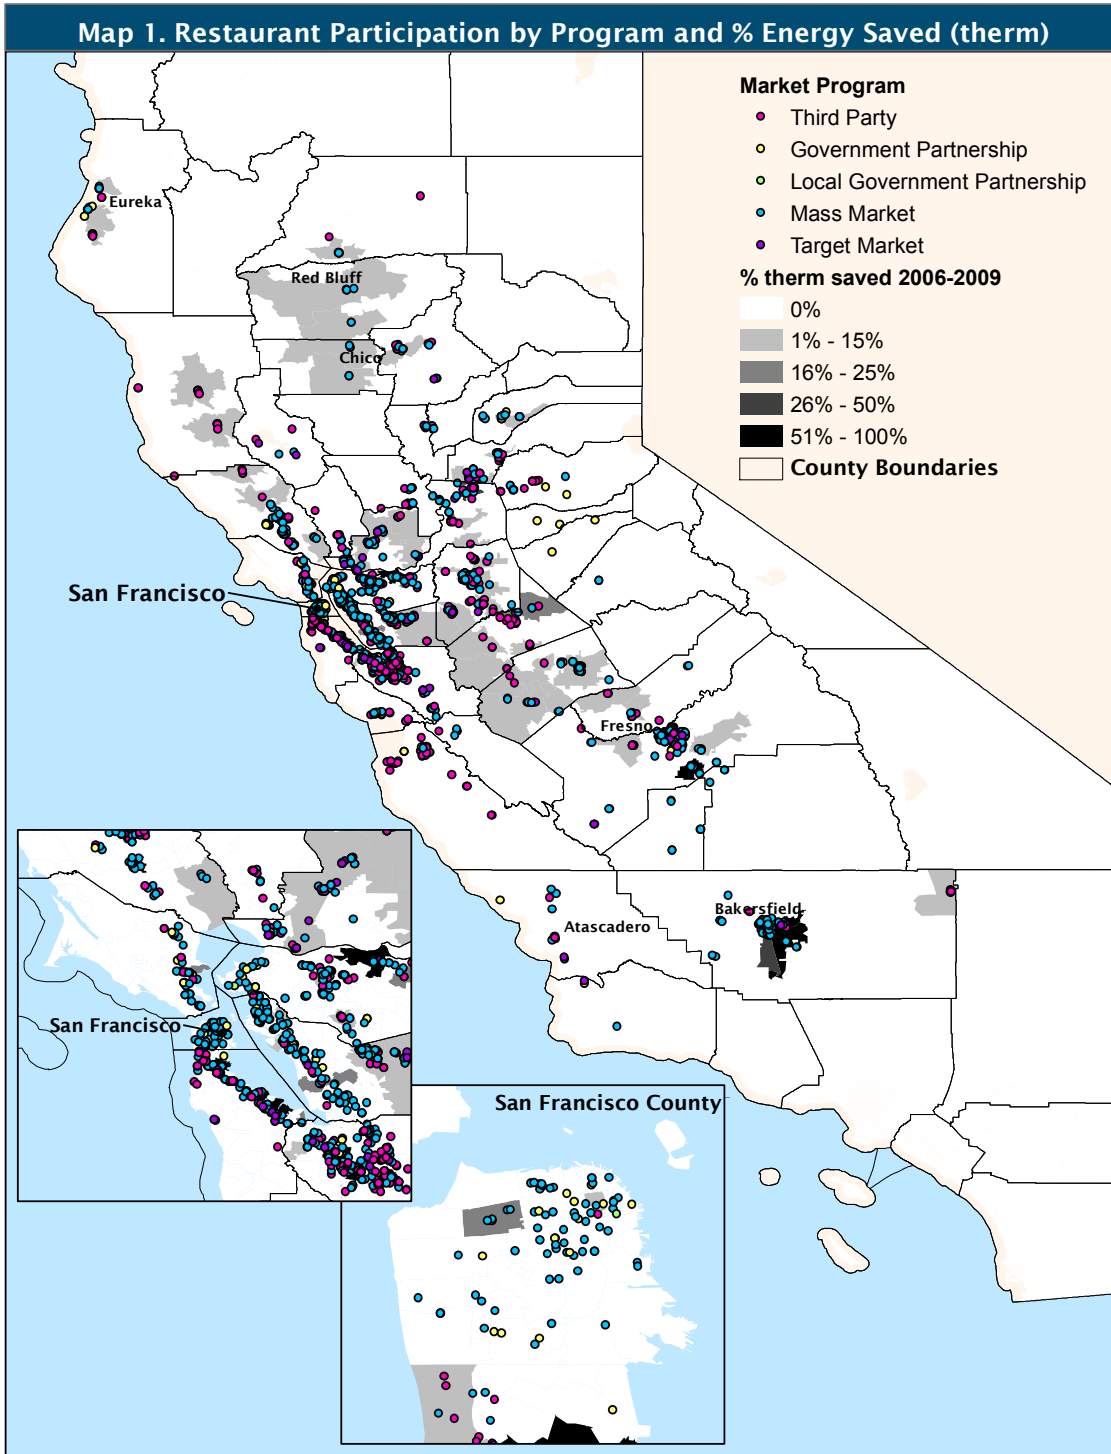 Map 1. Restaurant Participation by Program and % Energy Saved (therm)
Market Program
Third Party
Government Partnership
Local Government Partnership
Mass Market
Target Market
% therm saved 2006-2009
0%
1% - 15%
16% - 25%
26% - 50%
51% - 100%
County Boundaries
Eureka
Red Bluff
Chico
San Francisco
Fresno
Bakersfield
Atascadero
San Francisco
San Francisco County